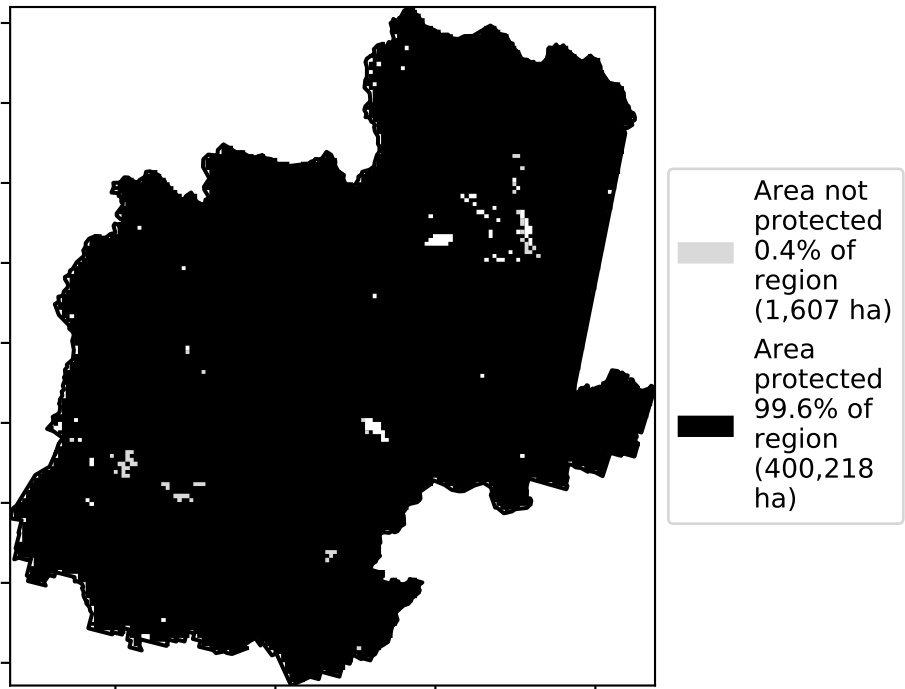 Area not
protected
0.4% of
region
(1,607 ha)
Area
protected
99.6% of
region
(400,218
ha)